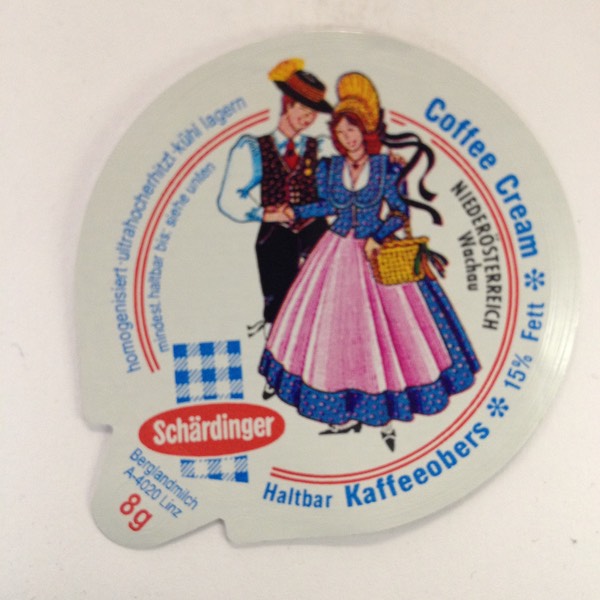 homogenisiert·ultrahocherhitzt·kühl lagern
mindest haltbar bis: siehe unten
Coffee Cream * 15% Fett * Kaffeeobers Haltbar
NIEDERÖSTERREICH
Wachau
Schärdinger
Berglandmilch
A-4020 Linz
8g